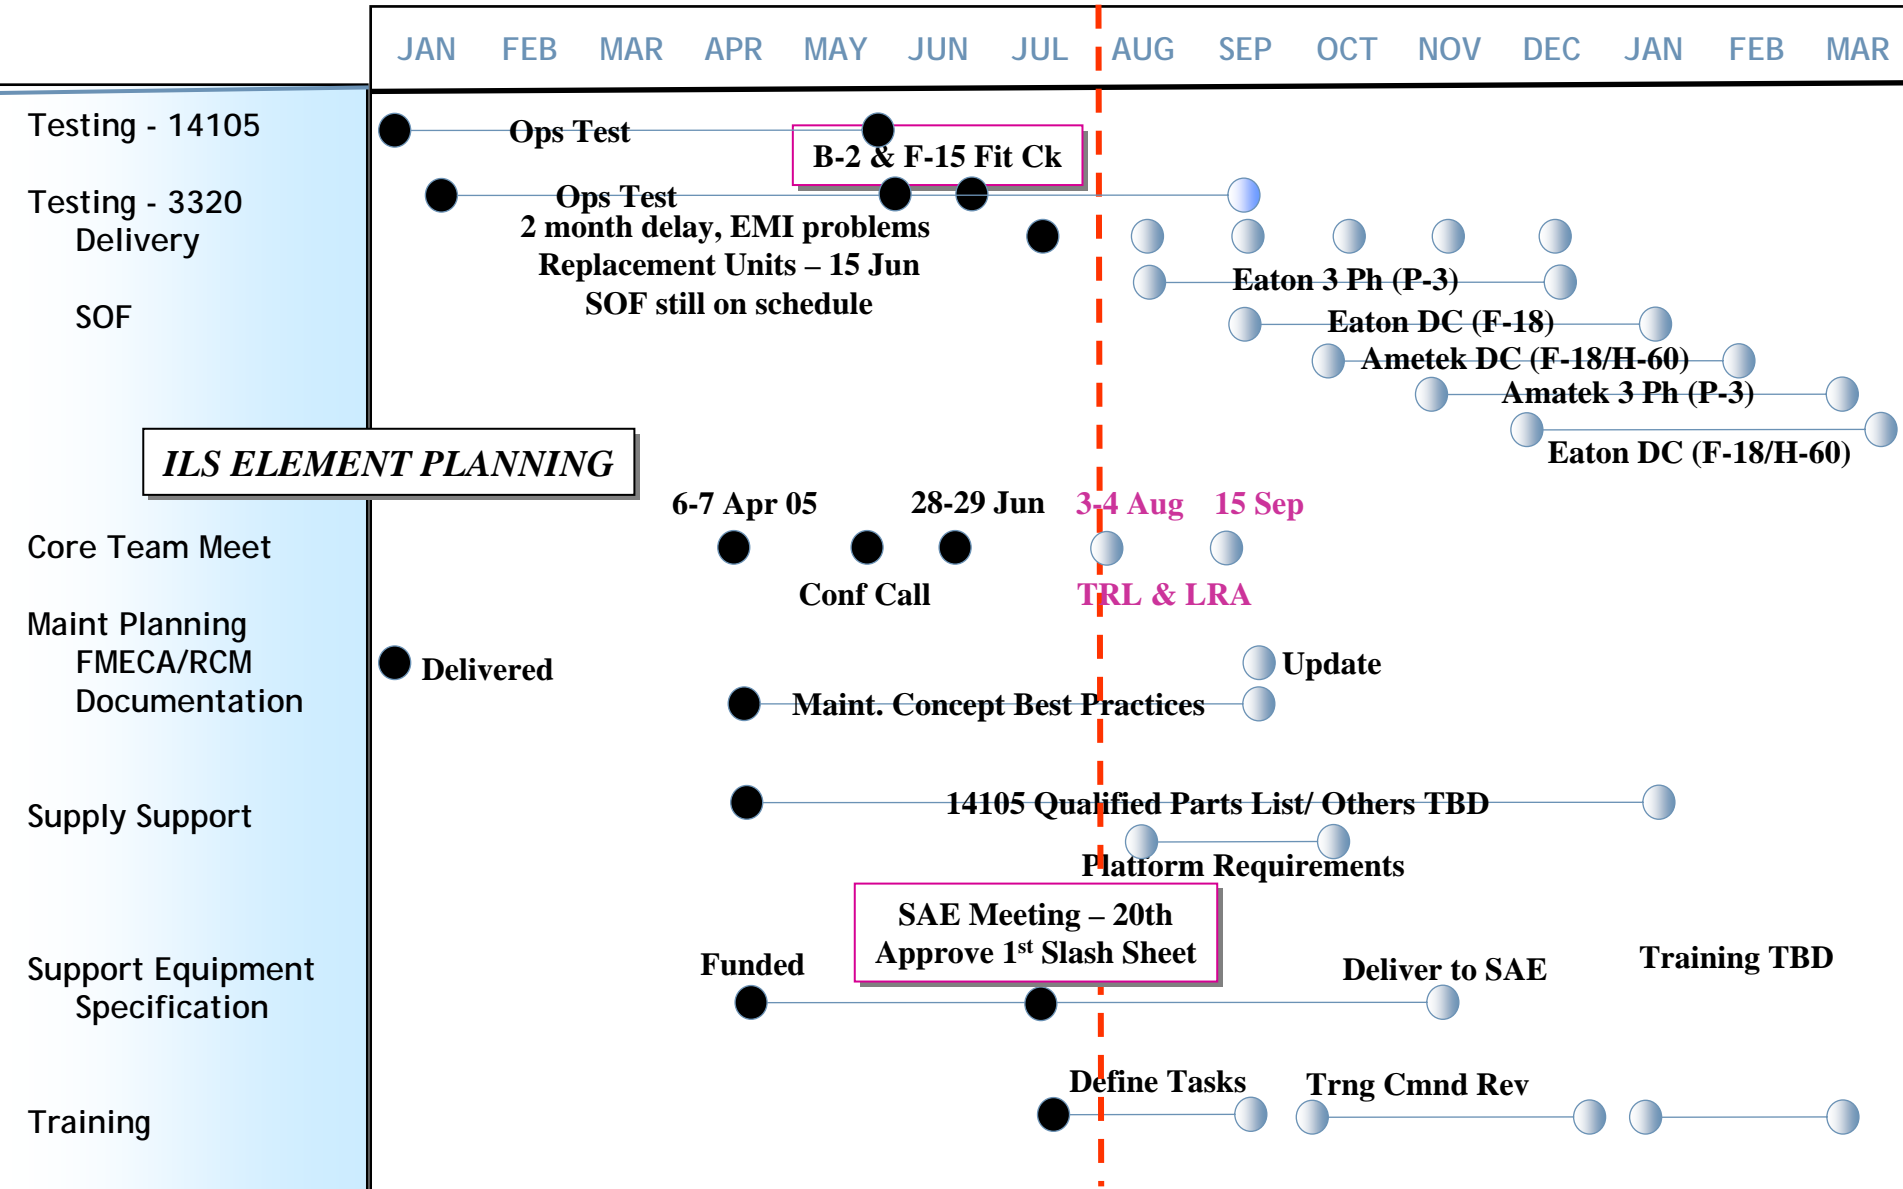 JAN FEB MAR APR MAY JUN JUL AUG SEP OCT NOV DEC JAN FEB MAR
Testing - 14105
Ops Test
B-2 & F-15 Fit Ck
Testing - 3320
Ops Test
Delivery
2 month delay, EMI problems
Replacement Units – 15 Jun
SOF still on schedule
Eaton 3 Ph (P-3)
SOF
Eaton DC (F-18)
Ametek DC (F-18/H-60)
Amatek 3 Ph (P-3)
Eaton DC (F-18/H-60)
ILS ELEMENT PLANNING
6-7 Apr 05
28-29 Jun
3-4 Aug
15 Sep
Core Team Meet
Conf Call
TRL & LRA
Maint Planning
FMECA/RCM
Delivered
Update
Documentation
Maint. Concept Best Practices
Supply Support
14105 Qualified Parts List/ Others TBD
Platform Requirements
SAE Meeting – 20th
Approve 1st Slash Sheet
Support Equipment
Specification
Funded
Deliver to SAE
Training TBD
Training
Define Tasks
Trng Cmnd Rev